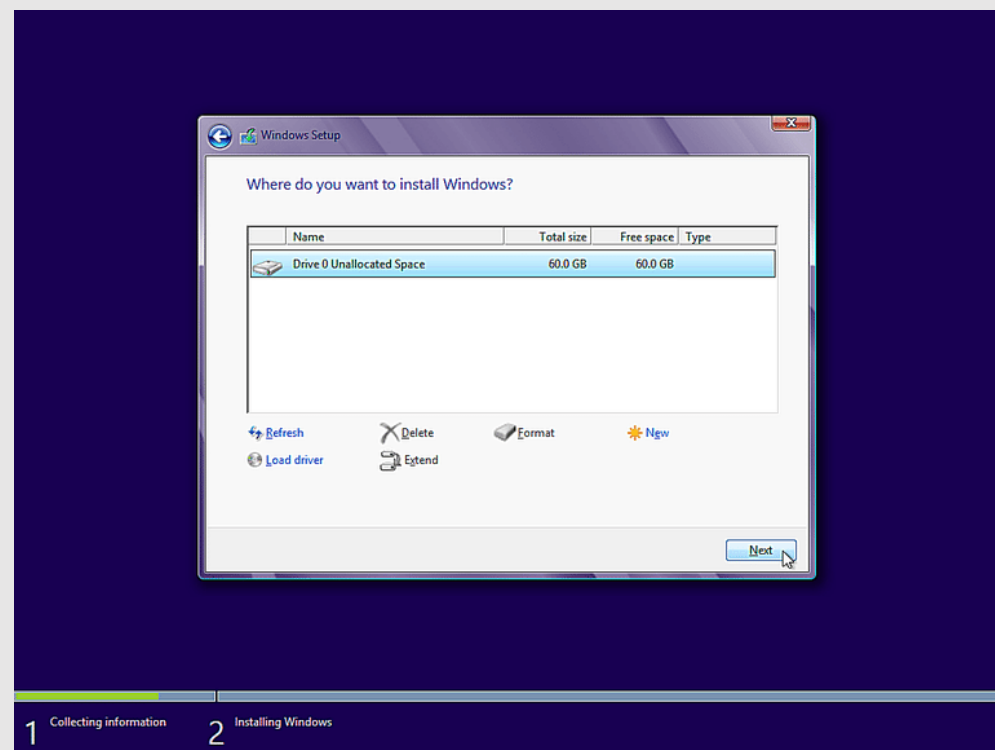 Windows Setup
Where do you want to install Windows?
Name Total size Free space Type
Drive 0 Unallocated Space 60.0 GB 60.0 GB
Refresh Delete Format New
Load driver Extend
Next
1 Collecting information 2 Installing Windows